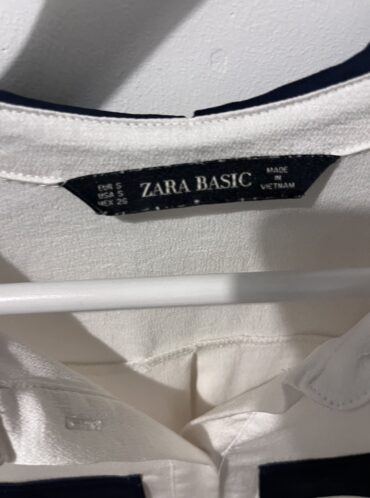 EUR S
USA S
MEX 26
ZARA BASIC
MADE
IN
VIETNAM